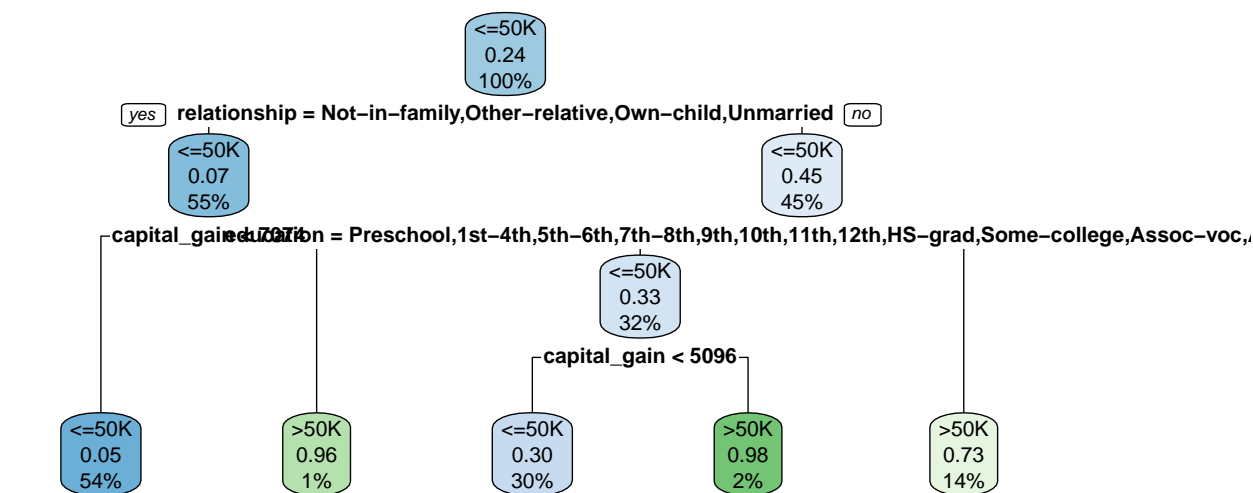 <=50K
0.24
100%
yes relationship = Not−in−family,Other−relative,Own−child,Unmarried no
<=50K
0.07
55%
<=50K
0.45
45%
capital_gain < 7074
education = Preschool,1st−4th,5th−6th,7th−8th,9th,10th,11th,12th,HS−grad,Some−college,Assoc−voc,
<=50K
0.33
32%
capital_gain < 5096
<=50K
0.05
54%
>50K
0.96
1%
<=50K
0.30
30%
>50K
0.98
2%
>50K
0.73
14%